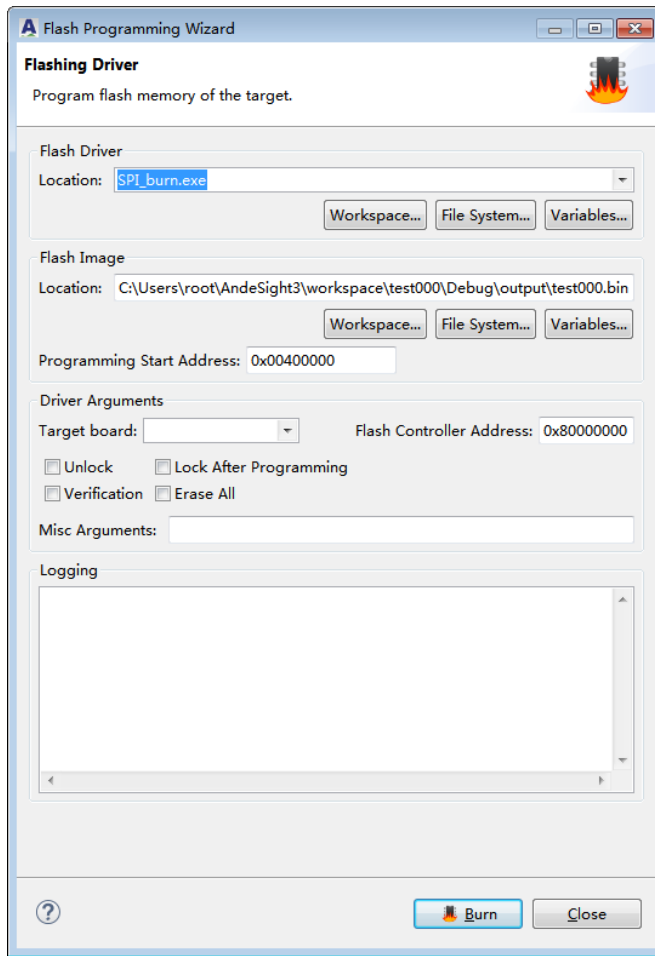 Flash Programming Wizard
Flashing Driver
Program flash memory of the target.
Flash Driver
Location: SPI_burn.exe
Workspace... File System... Variables...
Flash Image
Location: C:\Users\root\AndeSight3\workspace\test000\Debug\output\test000.bin
Workspace... File System... Variables...
Programming Start Address: 0x00400000
Driver Arguments
Target board: Flash Controller Address: 0x80000000
Unlock Lock After Programming
Verification Erase All
Misc Arguments:
Logging
? Burn Close